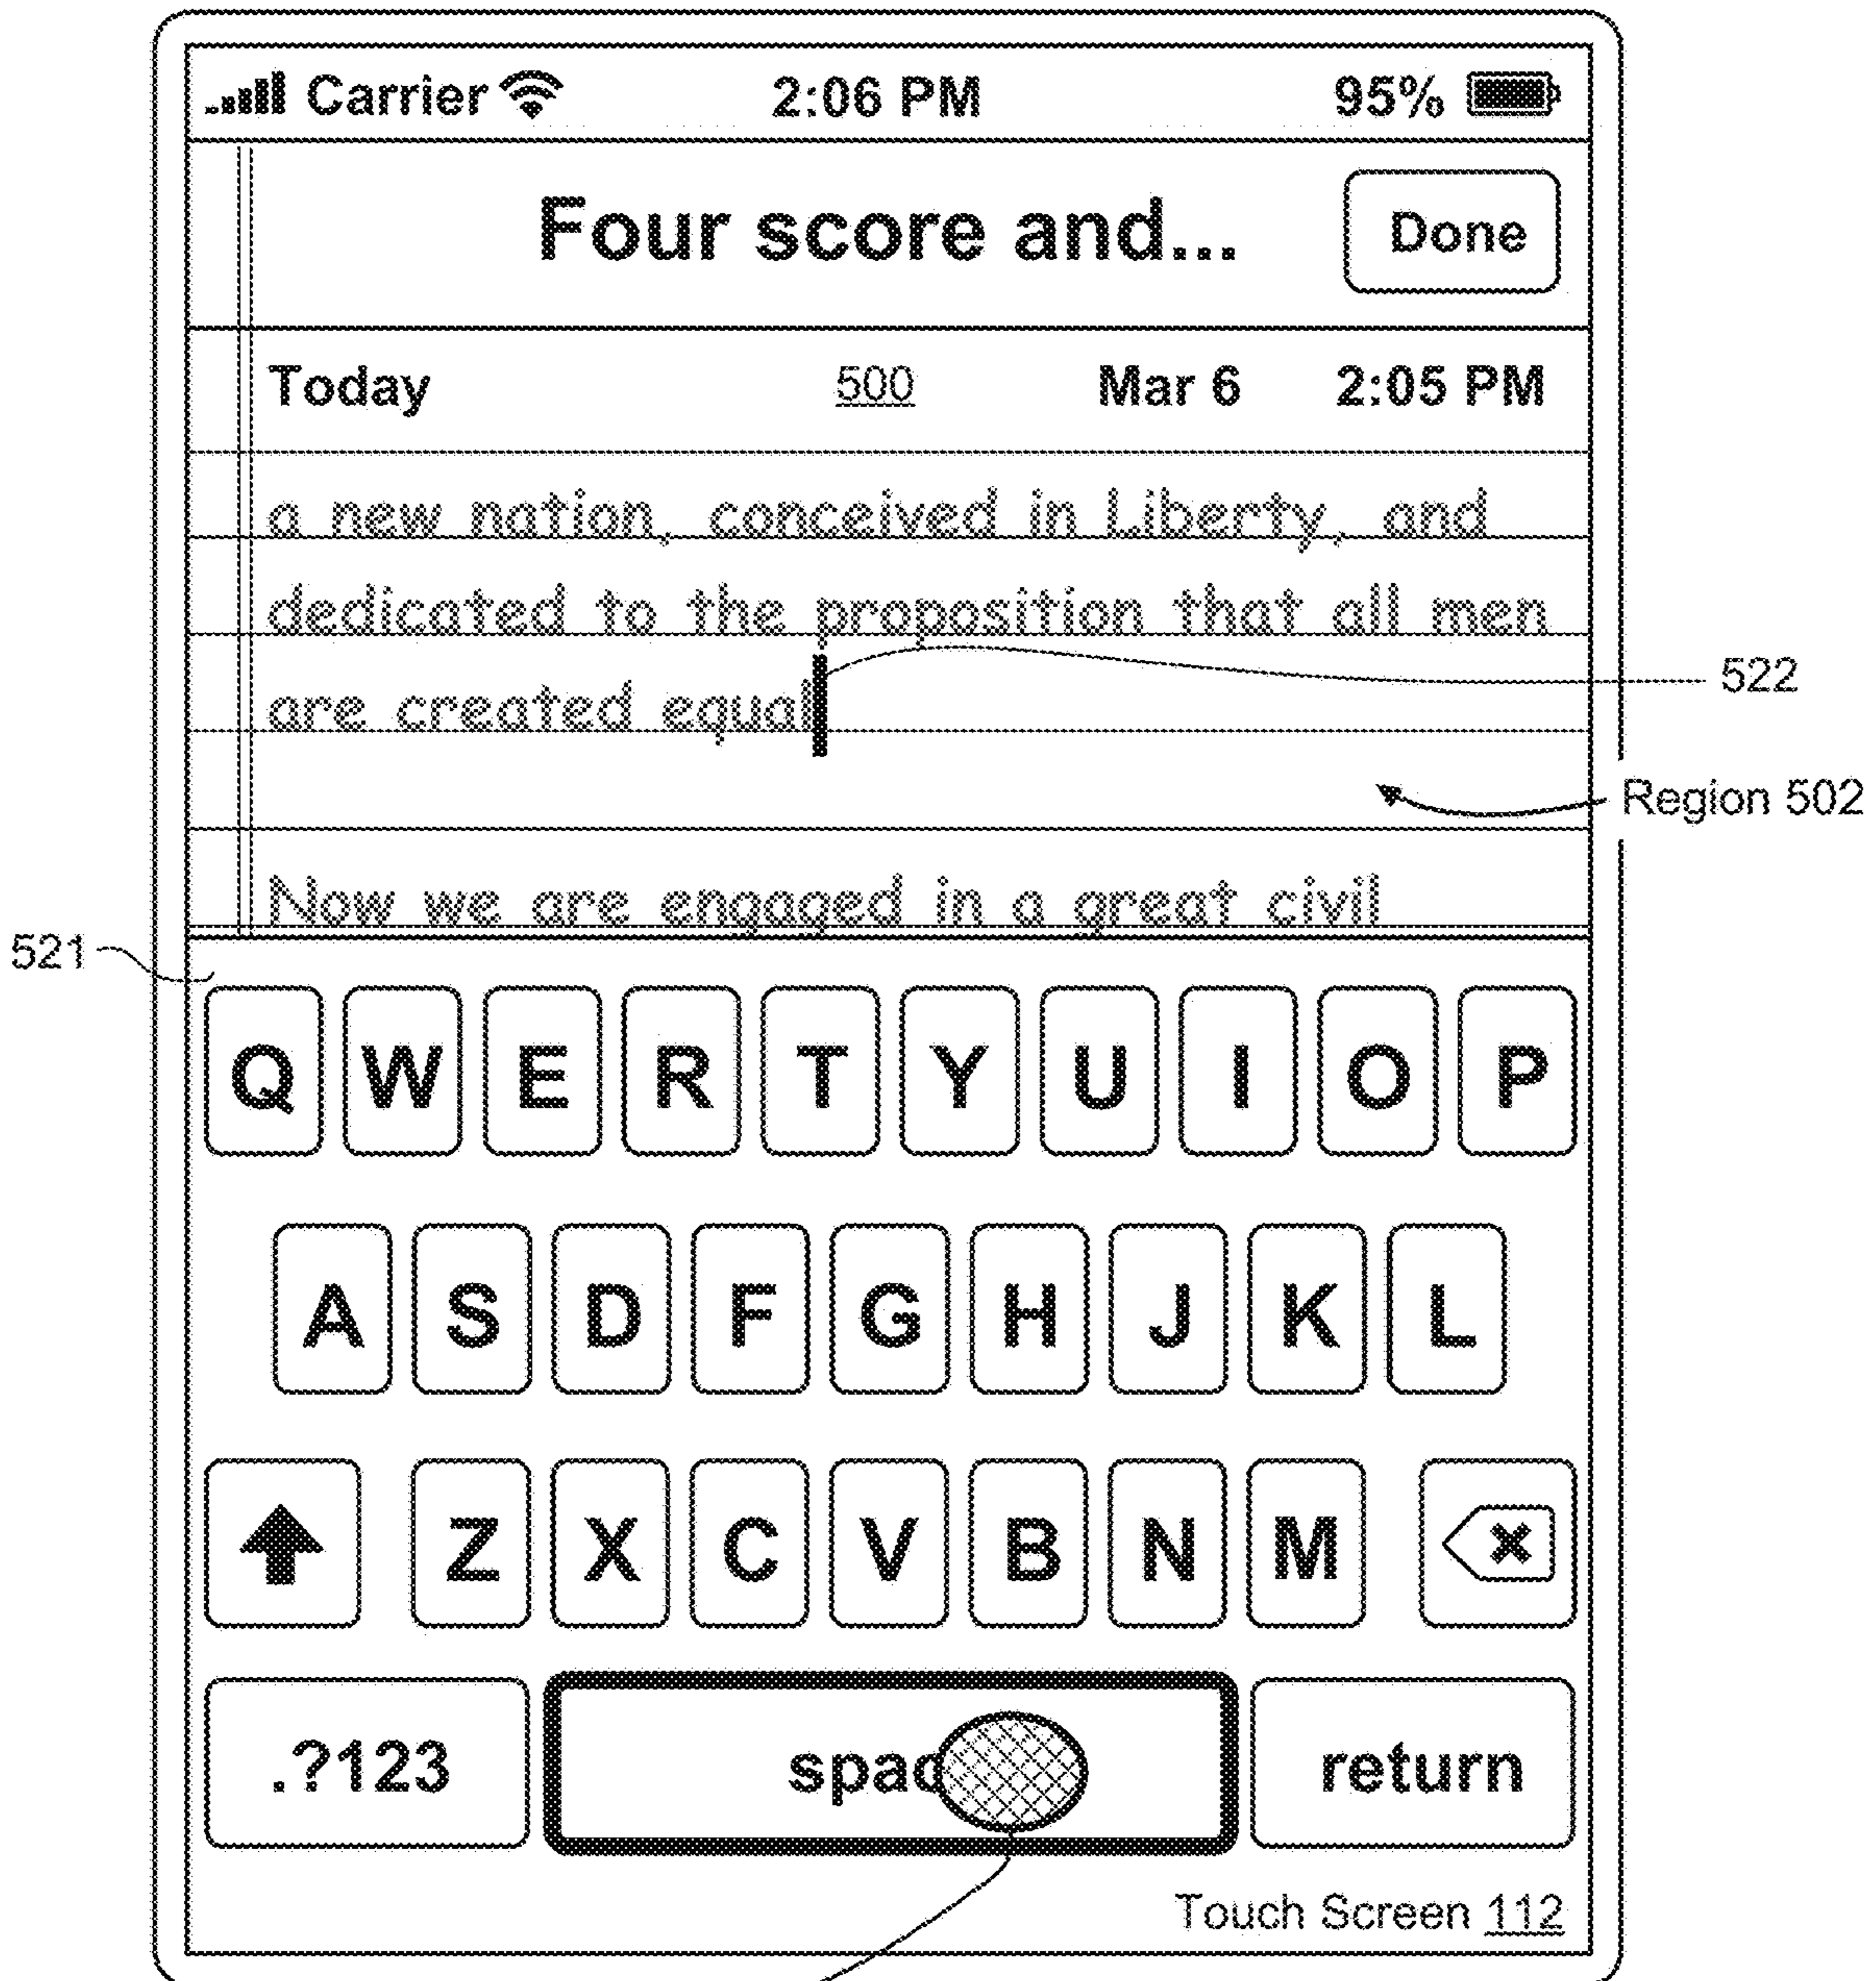 Carrier 2:06 PM 95%
Four score and... Done
Today 500 Mar 6 2:05 PM
a new nation, conceived in Liberty, and
dedicated to the proposition that all men
are created equal
522
Region 502
Now we are engaged in a great civil
521
Q W E R T Y U I O P
A S D F G H J K L
Z X C V B N M
.?123 spac return
Touch Screen 112